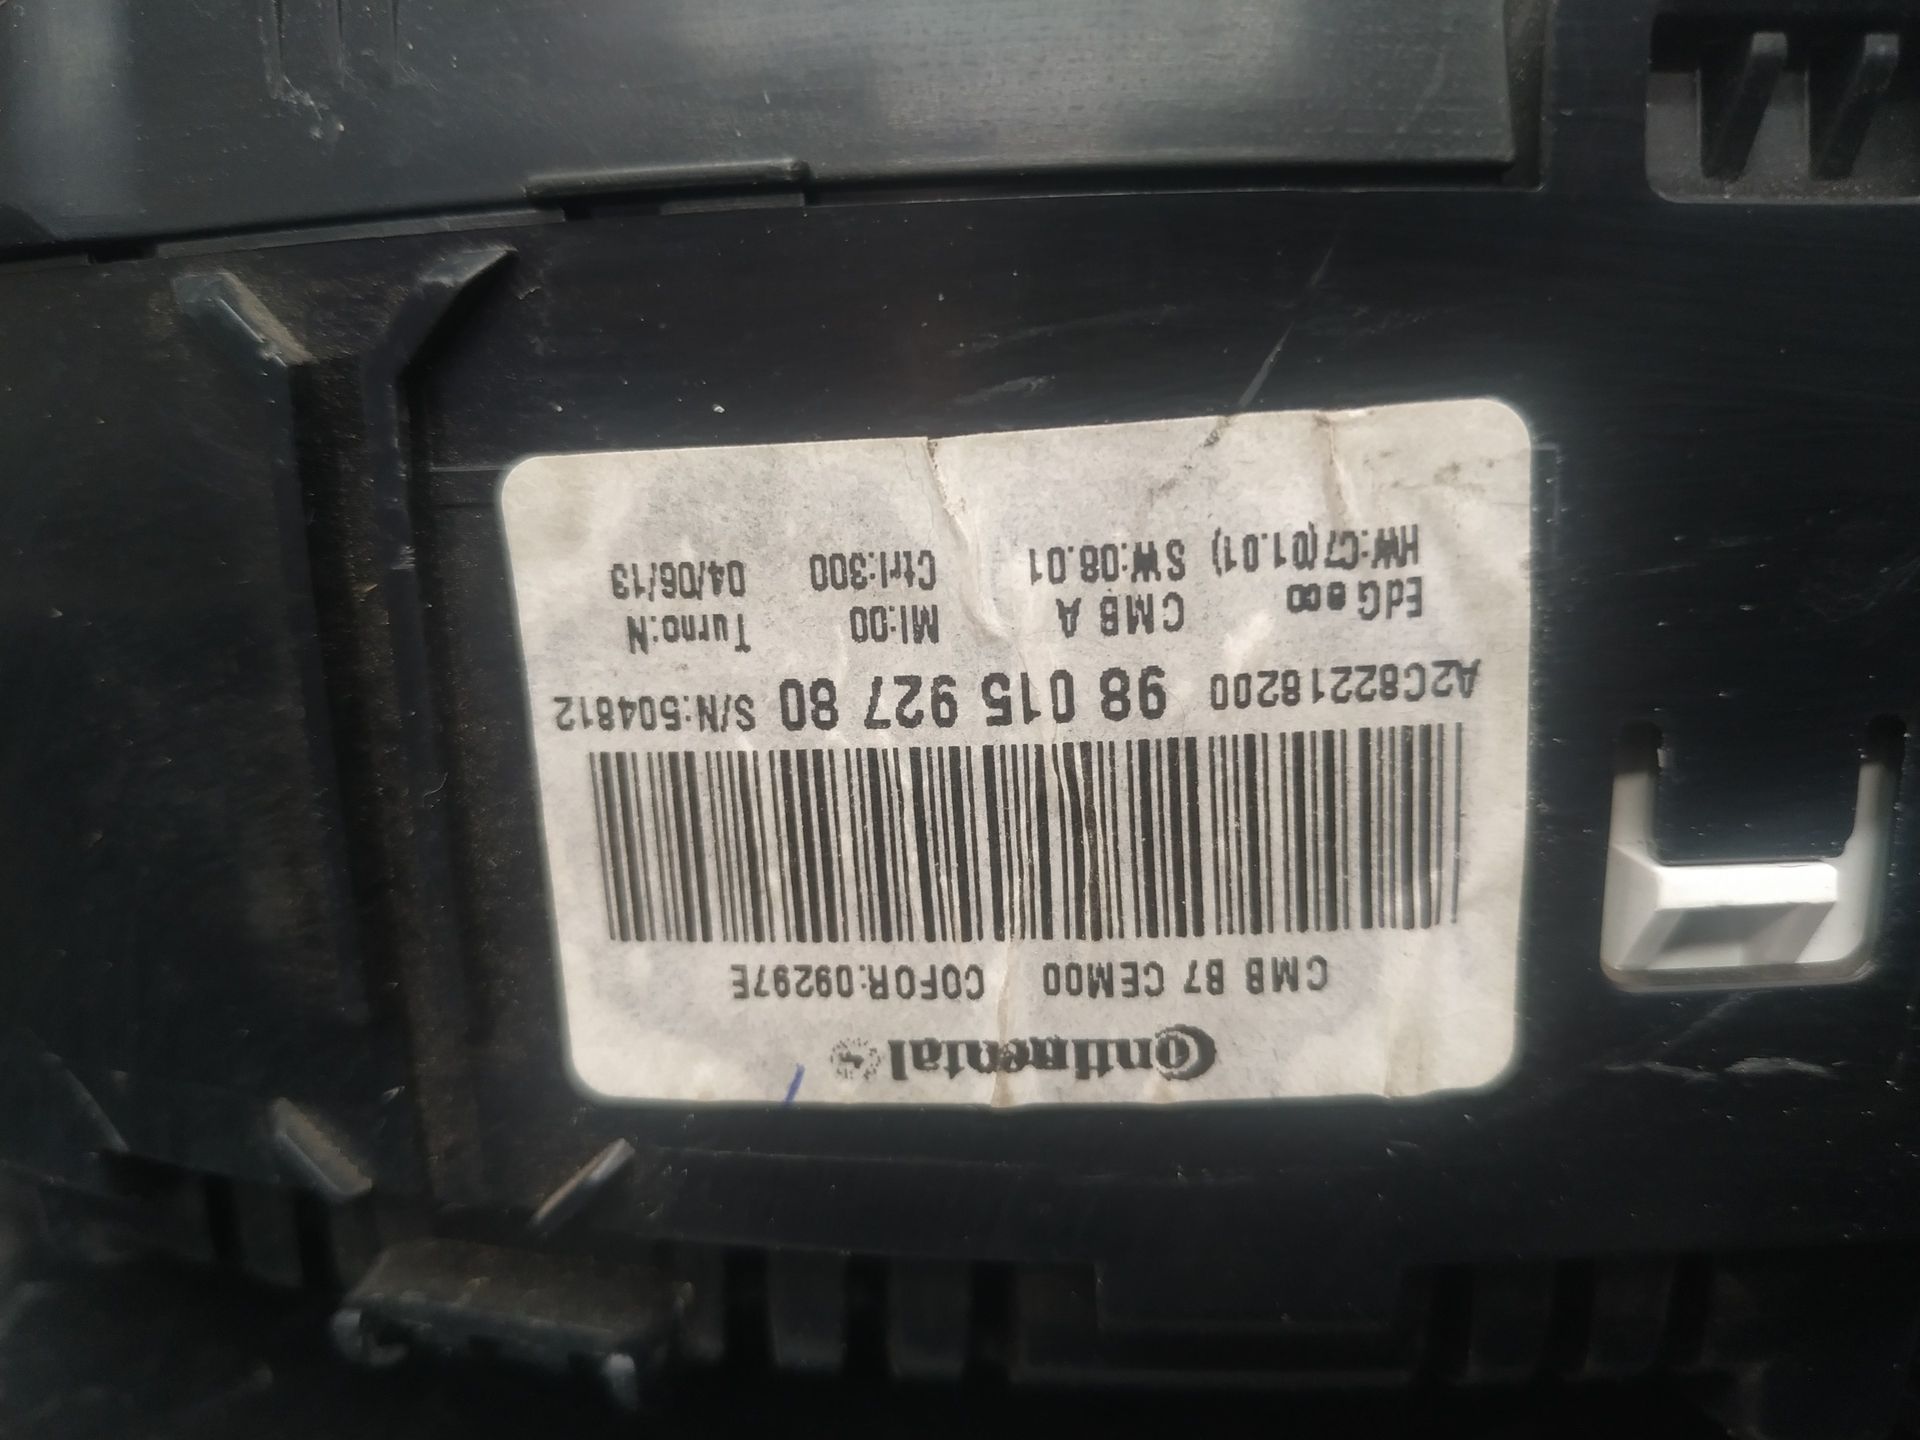 Continental
CMB B7 CEM00 COFOR:09297E
A2C82218200 98 015 927 80 S/N:504812
EdG eco CMB A MI:00 Turno:N
HW:C7(01.01) SW:08.01 Ctrl:300 04/06/13